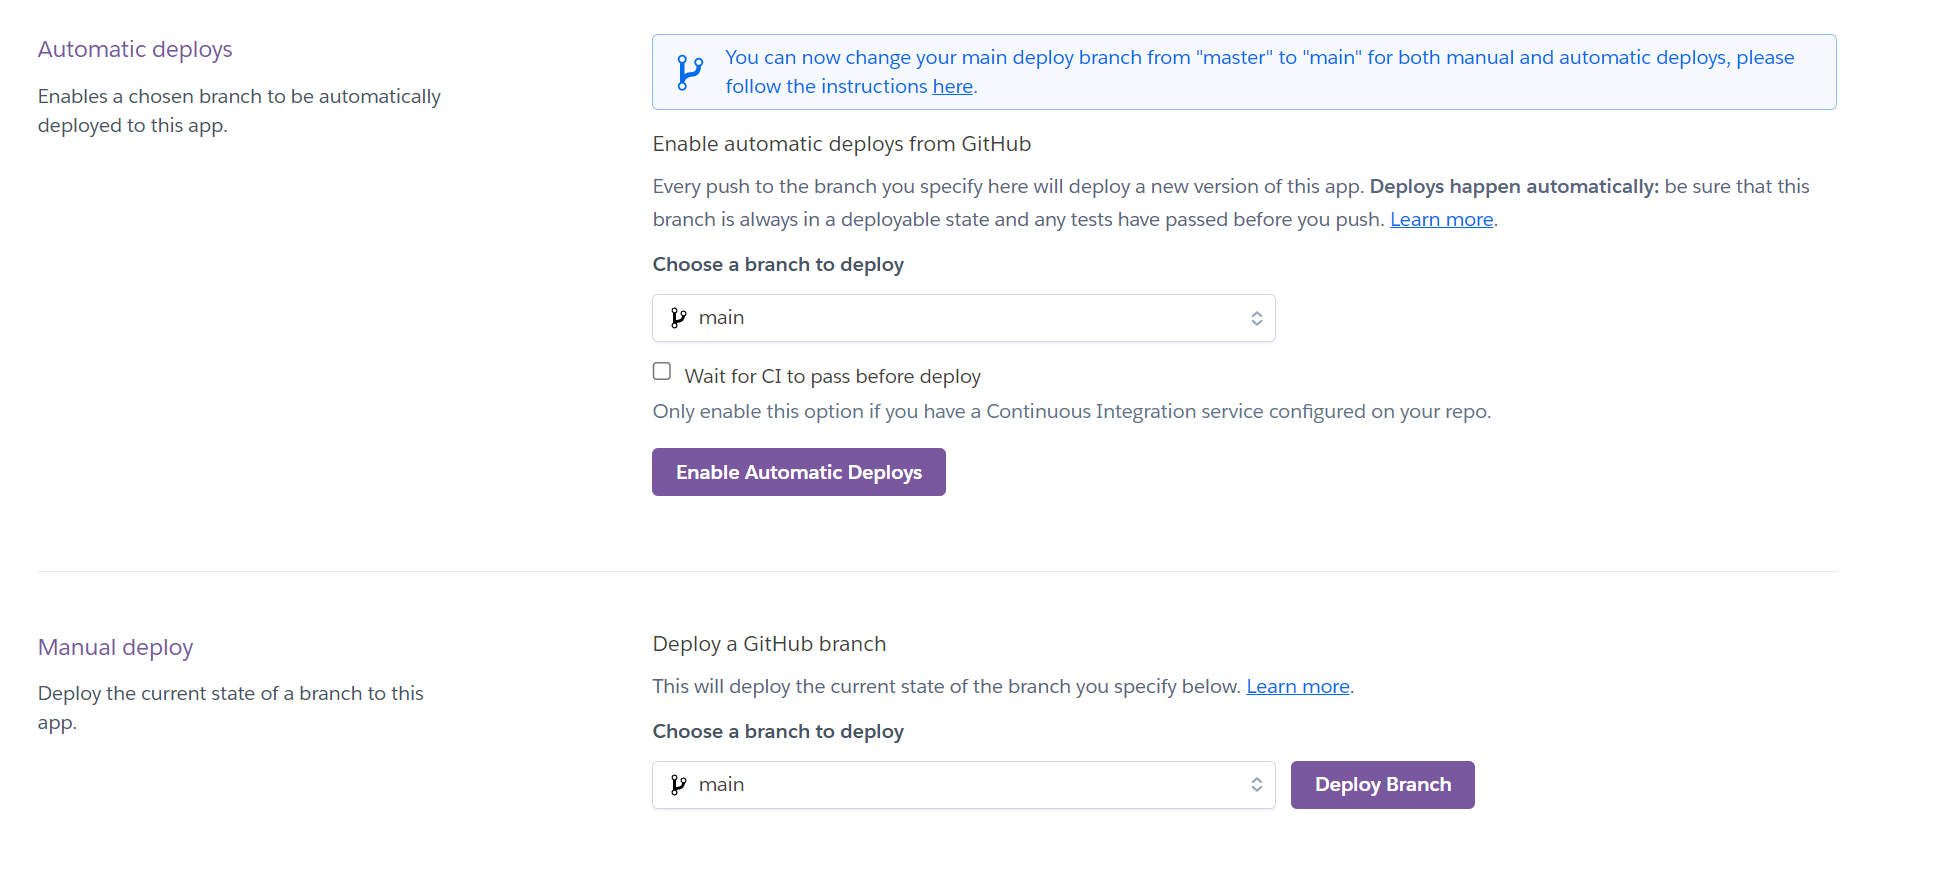 Automatic deploys
Enables a chosen branch to be automatically
deployed to this app.
You can now change your main deploy branch from "master" to "main" for both manual and automatic deploys, please
follow the instructions here.
Enable automatic deploys from GitHub
Every push to the branch you specify here will deploy a new version of this app. Deploys happen automatically: be sure that this
branch is always in a deployable state and any tests have passed before you push. Learn more.
Choose a branch to deploy
main
Wait for CI to pass before deploy
Only enable this option if you have a Continuous Integration service configured on your repo.
Enable Automatic Deploys
Manual deploy
Deploy the current state of a branch to this
app.
Deploy a GitHub branch
This will deploy the current state of the branch you specify below. Learn more.
Choose a branch to deploy
main
Deploy Branch